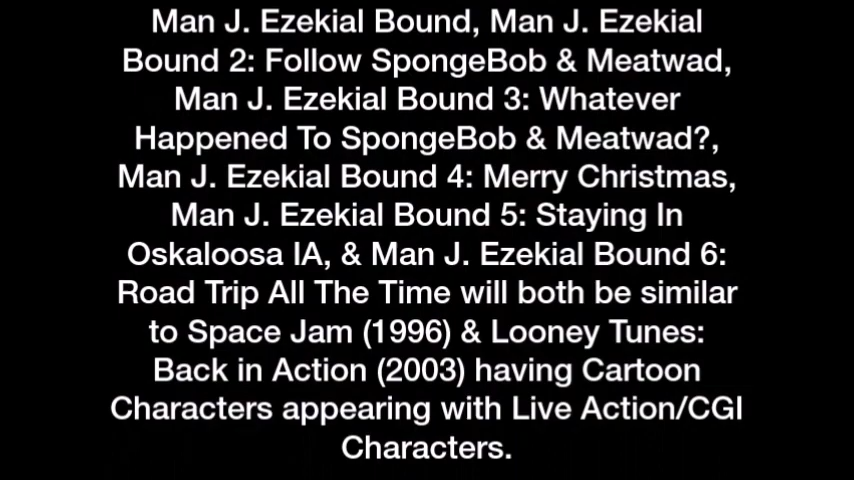 Man J. Ezekial Bound, Man J. Ezekial
Bound 2: Follow SpongeBob & Meatwad,
Man J. Ezekial Bound 3: Whatever
Happened To SpongeBob & Meatwad?,
Man J. Ezekial Bound 4: Merry Christmas,
Man J. Ezekial Bound 5: Staying In
Oskaloosa IA, & Man J. Ezekial Bound 6:
Road Trip All The Time will both be similar
to Space Jam (1996) & Looney Tunes:
Back in Action (2003) having Cartoon
Characters appearing with Live Action/CGI
Characters.